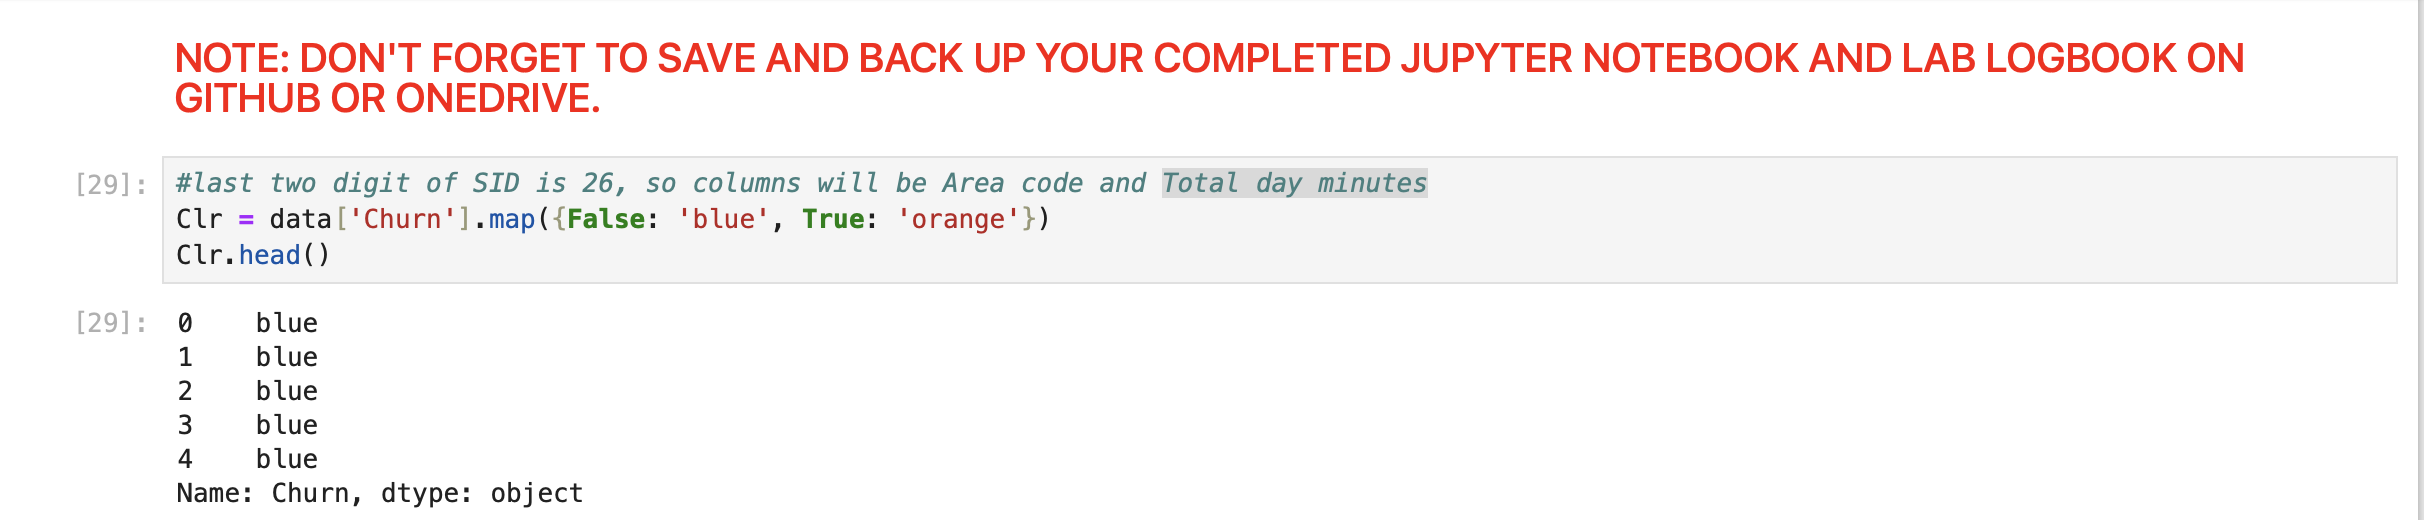 NOTE: DON'T FORGET TO SAVE AND BACK UP YOUR COMPLETED JUPYTER NOTEBOOK AND LAB LOGBOOK ON
GITHUB OR ONEDRIVE.
[29]: #last two digit of SID is 26, so columns will be Area code and Total day minutes
Clr = data['Churn'].map({False: 'blue', True: 'orange'})
Clr.head()
[29]: 0    blue
1    blue
2    blue
3    blue
4    blue
Name: Churn, dtype: object